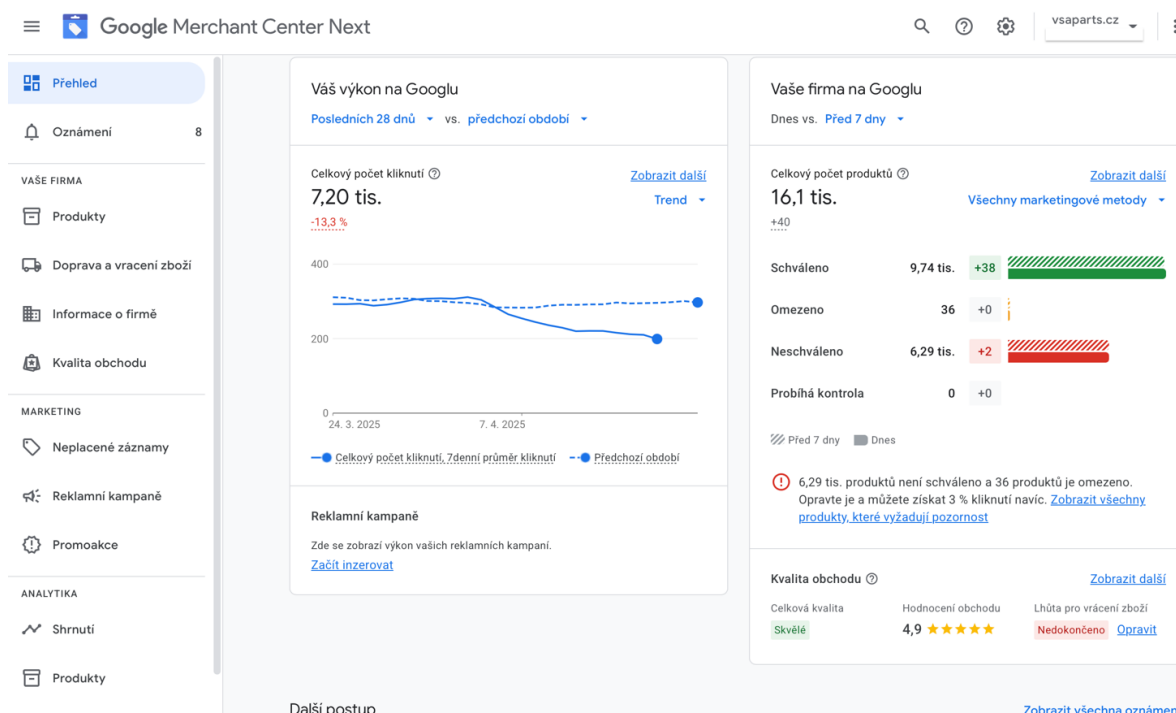 Google Merchant Center Next
vsaparts.cz
Přehled
Oznámení 8
VAŠE FIRMA
Produkty
Doprava a vracení zboží
Informace o firmě
Kvalita obchodu
MARKETING
Neplacené záznamy
Reklamní kampaně
Promoakce
ANALYTIKA
Shrnutí
Produkty
Váš výkon na Googlu
Posledních 28 dnů vs. předchozí období
Celkový počet kliknutí
Zobrazit další
7,20 tis.
Trend
-13,3 %
400
200
0
24. 3. 2025 7. 4. 2025
Celkový počet kliknutí, 7denní průměr kliknutí Předchozí období
Reklamní kampaně
Zde se zobrazí výkon vašich reklamních kampaní.
Začít inzerovat
Vaše firma na Googlu
Dnes vs. Před 7 dny
Celkový počet produktů
Zobrazit další
16,1 tis.
Všechny marketingové metody
+40
Schváleno 9,74 tis. +38
Omezeno 36 +0
Neschváleno 6,29 tis. +2
Probíhá kontrola 0 +0
Před 7 dny Dnes
6,29 tis. produktů není schváleno a 36 produktů je omezeno.
Opravte je a můžete získat 3 % kliknutí navíc. Zobrazit všechny
produkty, které vyžadují pozornost
Kvalita obchodu
Zobrazit další
Celková kvalita Hodnocení obchodu Lhůta pro vrácení zboží
Skvělé 4,9 Nedokončeno Opravit
Další postup
Zobrazit všechna oznámen